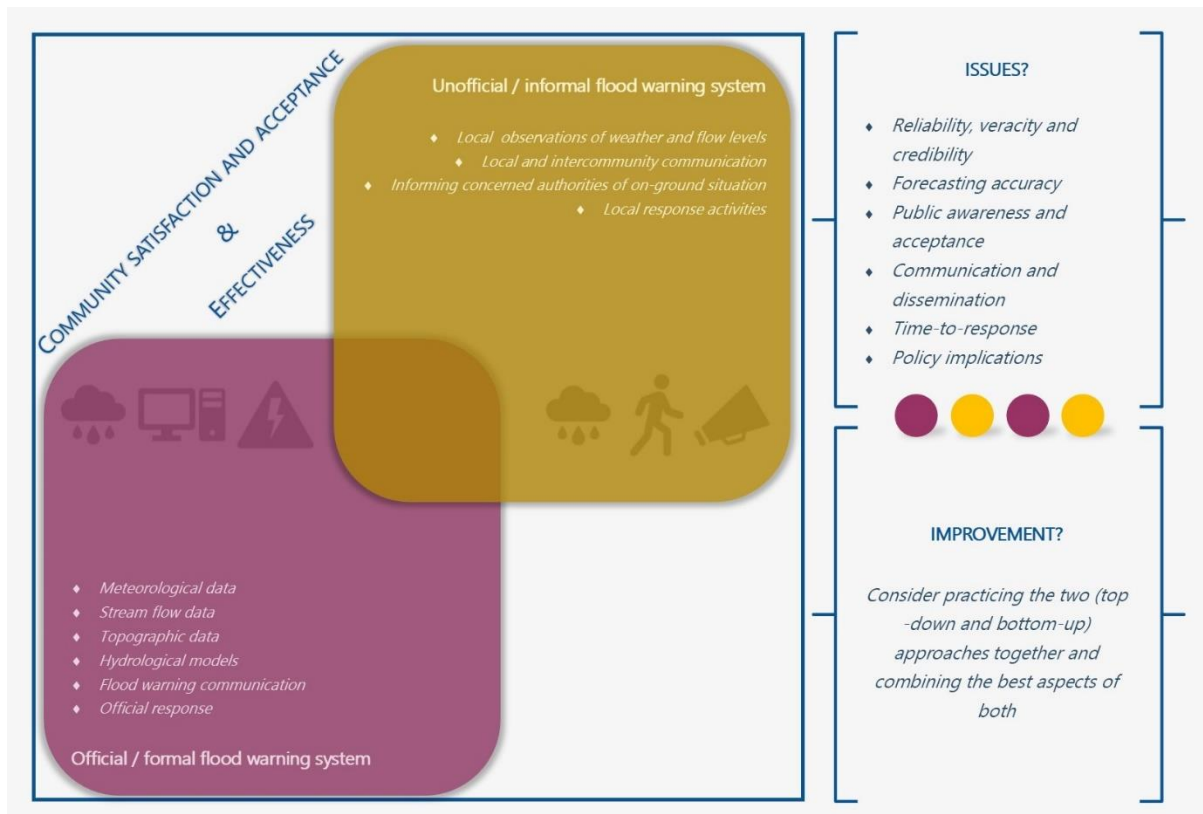 COMMUNITY SATISFACTION AND ACCEPTANCE
&
EFFECTIVENESS
Unofficial / informal flood warning system
♦ Local observations of weather and flow levels
♦ Local and intercommunity communication
♦ Informing concerned authorities of on-ground situation
♦ Local response activities
♦ Meteorological data
♦ Stream flow data
♦ Topographic data
♦ Hydrological models
♦ Flood warning communication
♦ Official response
Official / formal flood warning system
ISSUES?
♦ Reliability, veracity and
credibility
♦ Forecasting accuracy
♦ Public awareness and
acceptance
♦ Communication and
dissemination
♦ Time-to-response
♦ Policy implications
IMPROVEMENT?
Consider practicing the two (top
-down and bottom-up)
approaches together and
combining the best aspects of
both